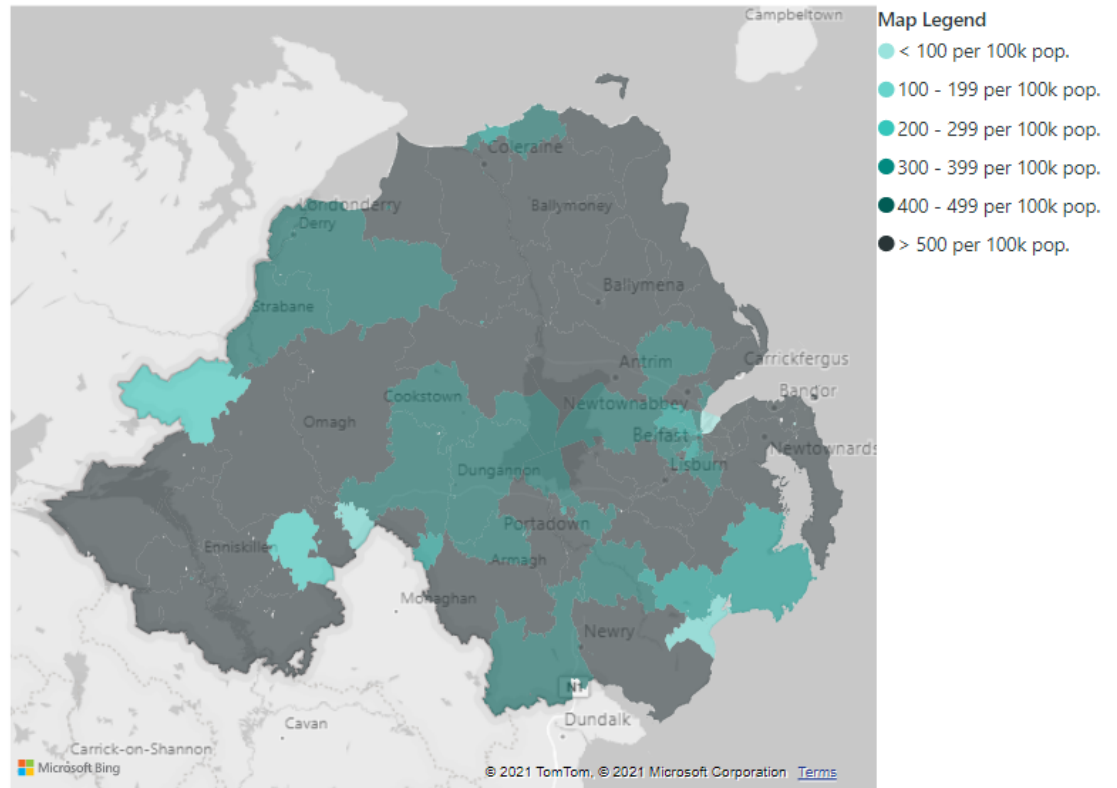 Campbeltown
Coleraine
Londonderry
Derry
Ballymoney
Ballymena
Strabane
Antrim
Carrickfergus
Bangor
Cookstown
Newtownabbey
Omagh
Belfast
Newtownards
Dungannon
Lisburn
Portadown
Enniskillen
Armagh
Monaghan
Newry
N1
Dundalk
Cavan
Carrick-on-Shannon
Microsoft Bing
© 2021 TomTom, © 2021 Microsoft Corporation Terms
Map Legend
< 100 per 100k pop.
100 - 199 per 100k pop.
200 - 299 per 100k pop.
300 - 399 per 100k pop.
400 - 499 per 100k pop.
> 500 per 100k pop.